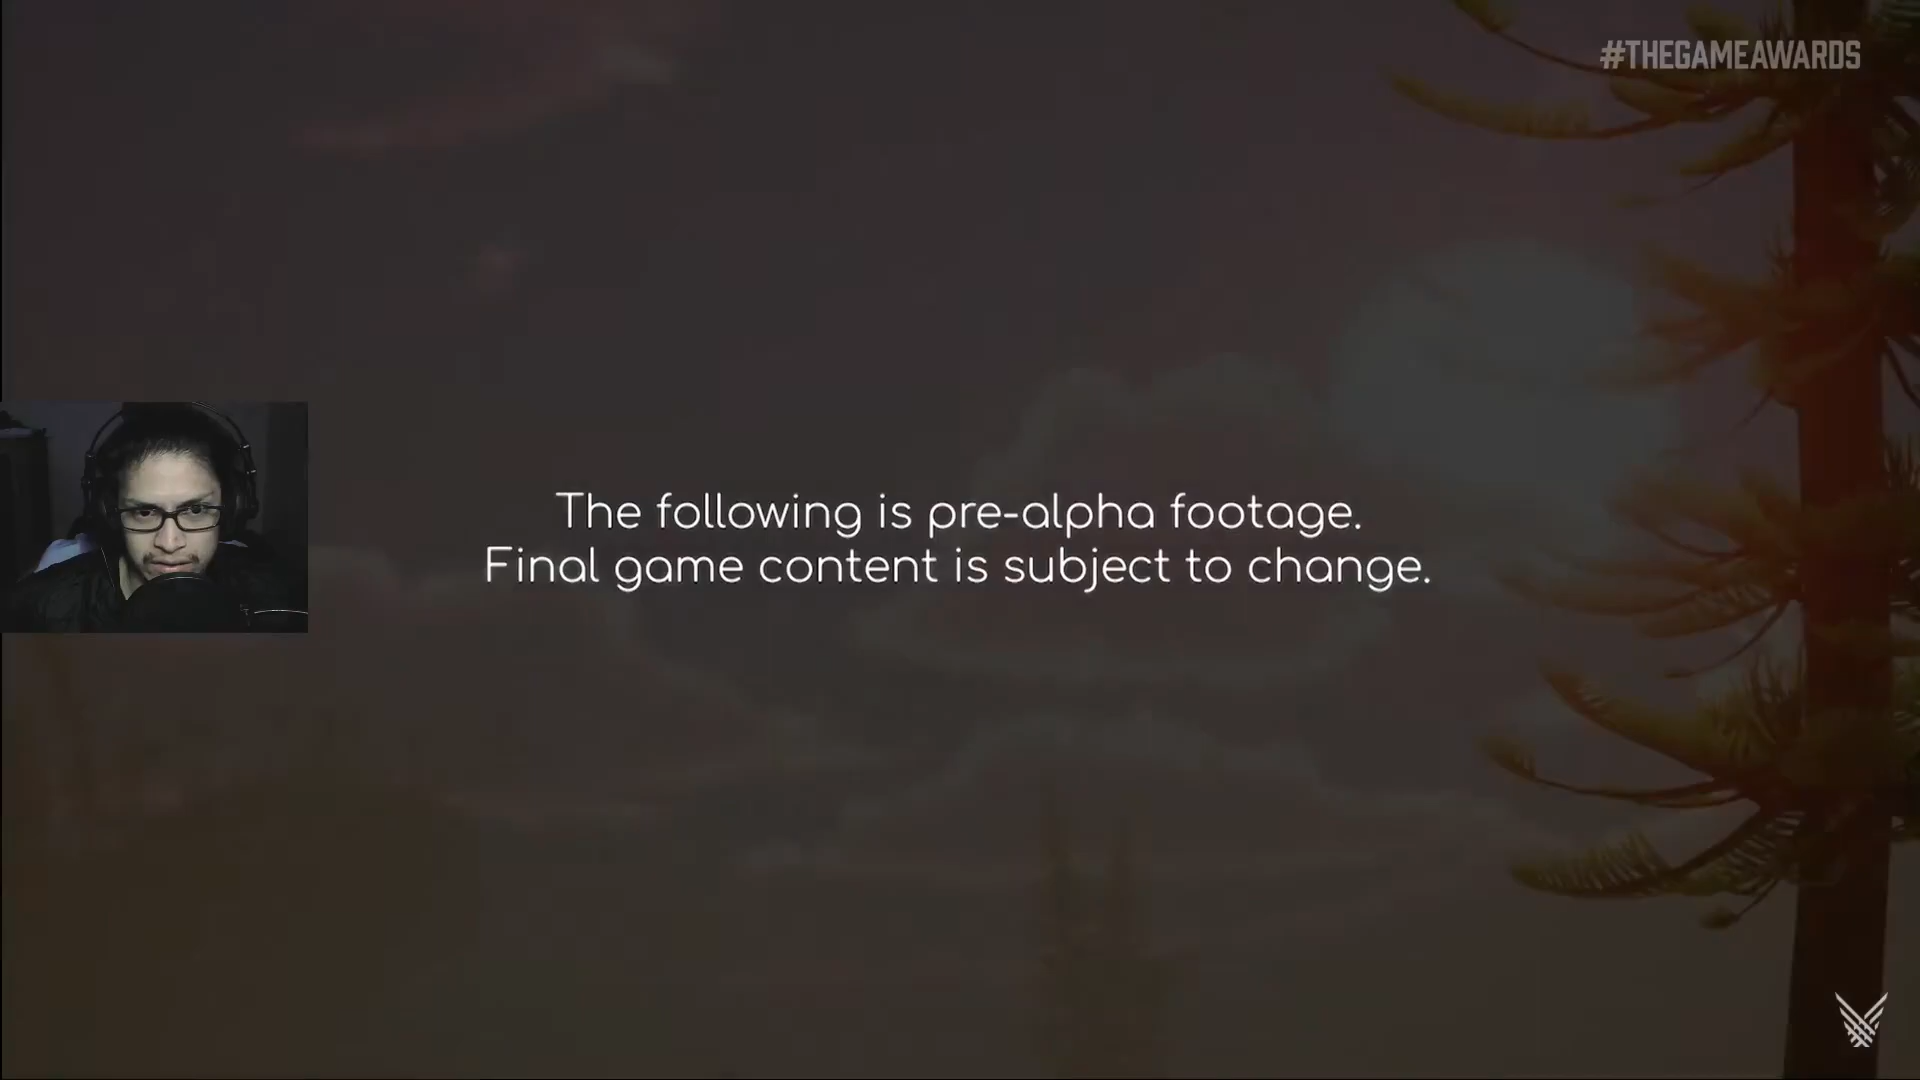 #THEGAMEAWARDS
The following is pre-alpha footage.
Final game content is subject to change.